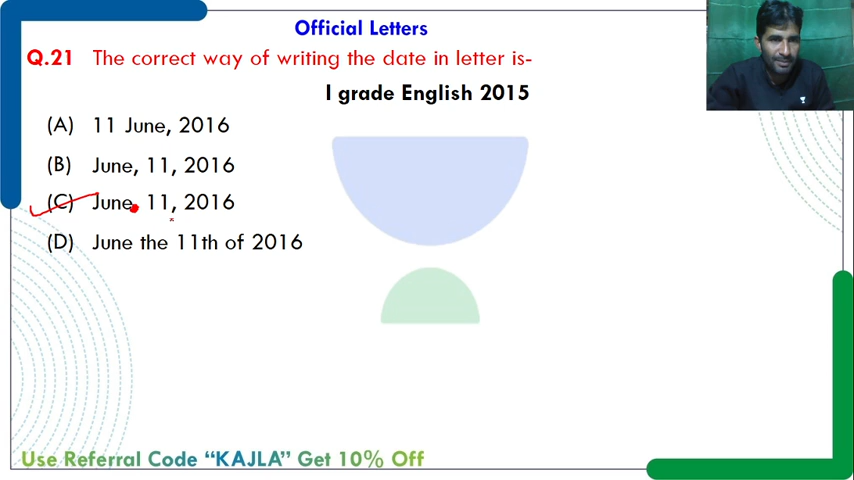 Official Letters
Q.21 The correct way of writing the date in letter is-
I grade English 2015
(A) 11 June, 2016
(B) June, 11, 2016
(C) June 11, 2016
(D) June the 11th of 2016
Use Referral Code “KAJLA” Get 10% Off